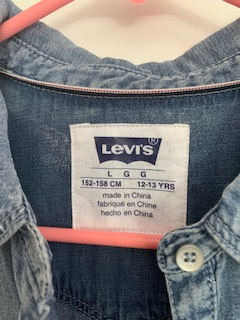 Levi's ®
L G G
152-158 CM 12-13 YRS
made in China
fabriqué en Chine
hecho en China